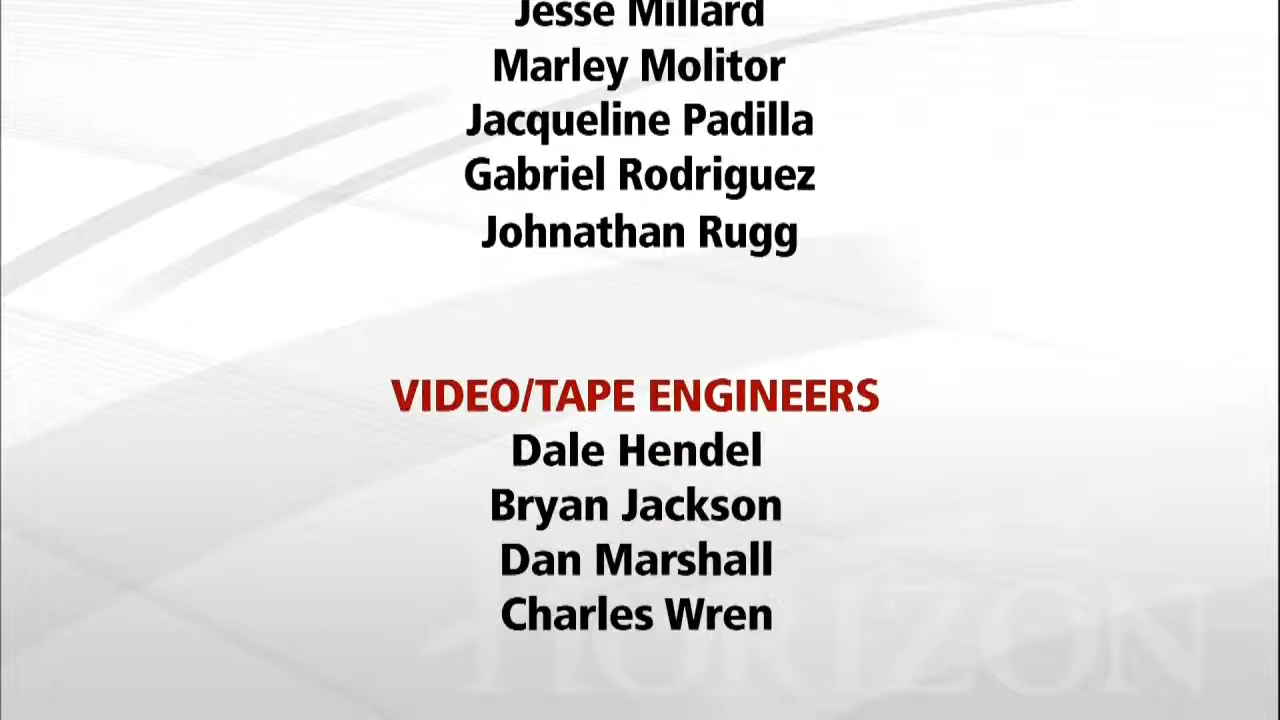 Jesse Millard
Marley Molitor
Jacqueline Padilla
Gabriel Rodriguez
Johnathan Rugg
VIDEO/TAPE ENGINEERS
Dale Hendel
Bryan Jackson
Dan Marshall
Charles Wren
HORIZON